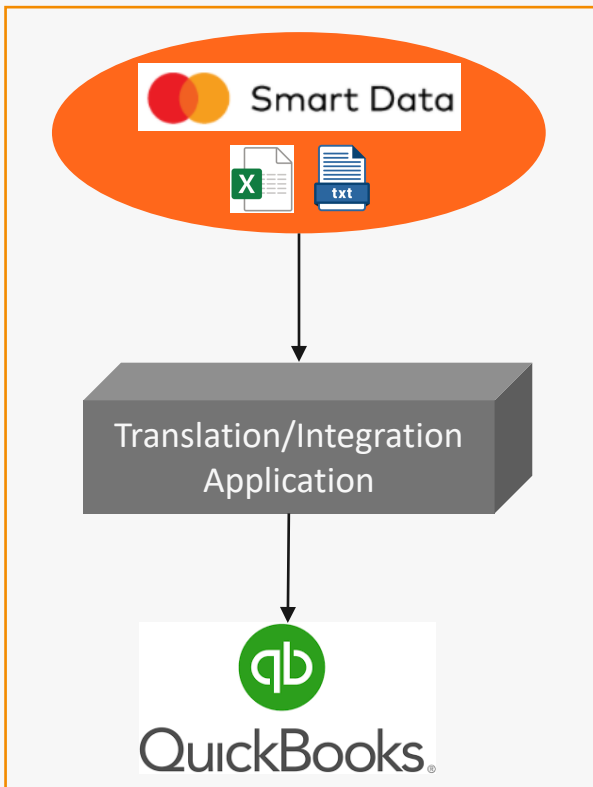 Smart Data
X
txt
Translation/Integration
Application
qb
QuickBooks®